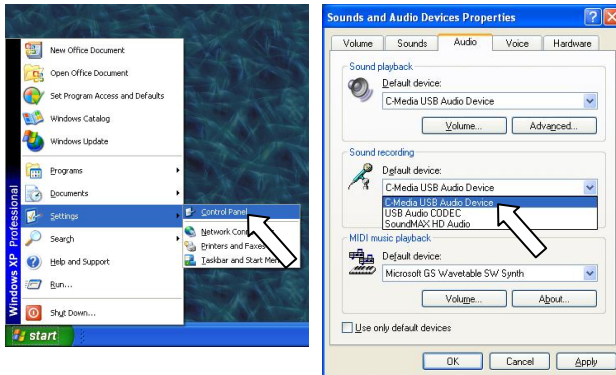 New Office Document
Open Office Document
Set Program Access and Defaults
Windows Catalog
Windows Update
Programs
Documents
Settings
Search
Help and Support
Run...
Shut Down...
Windows XP Professional
Control Panel
Network Con
Printers and Faxes
Taskbar and Start Men
start
Sounds and Audio Devices Properties
Volume Sounds Audio Voice Hardware
Sound playback
Default device:
C-Media USB Audio Device
Volume... Advanced...
Sound recording
Default device:
C-Media USB Audio Device
C-Media USB Audio Device
USB Audio CODEC
SoundMAX HD Audio
MIDI music playback
Default device:
Microsoft GS Wavetable SW Synth
Volume... About...
Use only default devices
OK Cancel Apply